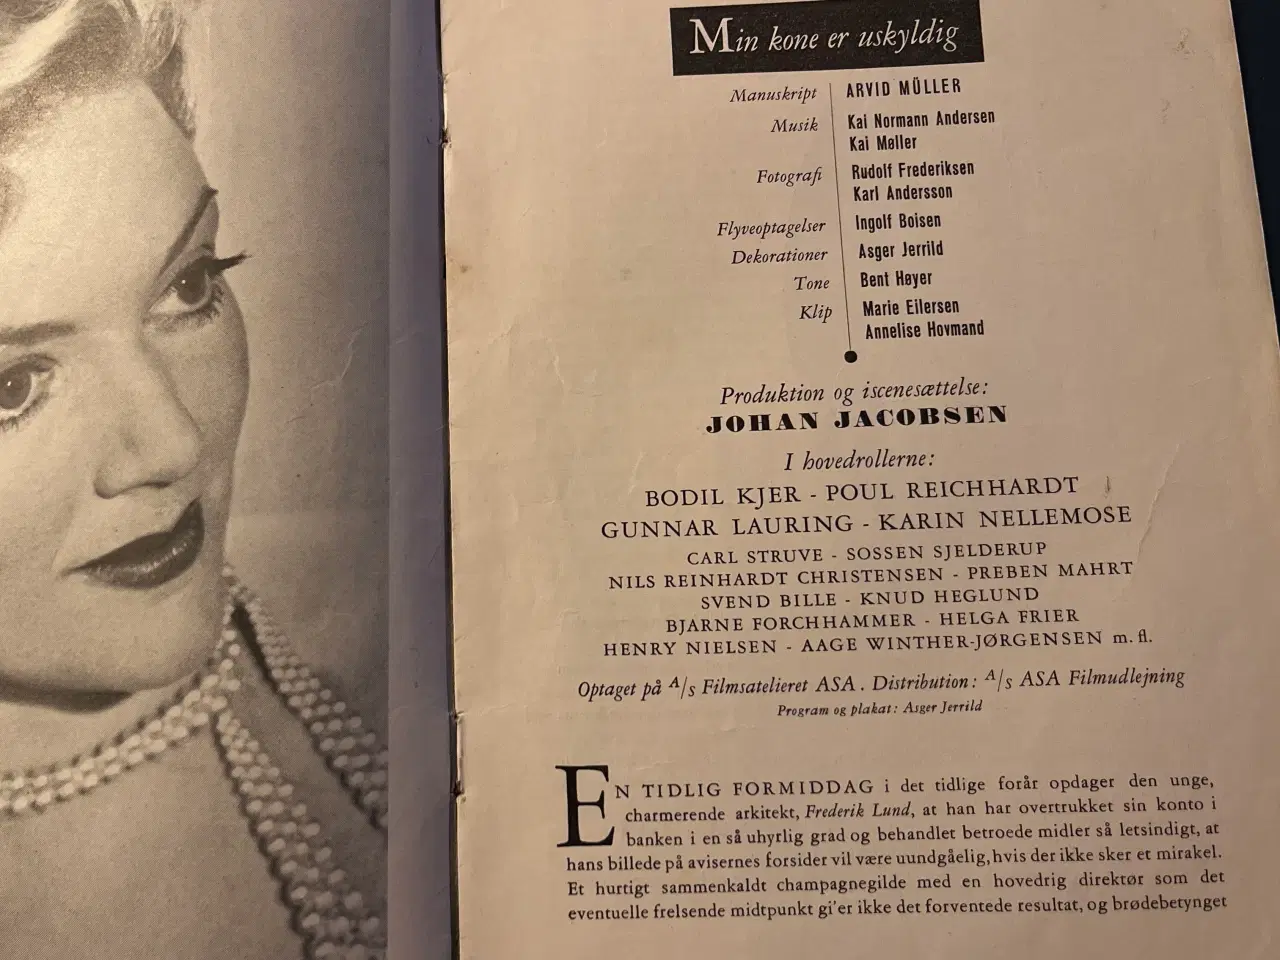 Min kone er uskyldig
Manuskript ARVID MÜLLER
Musik Kai Normann Andersen
Kai Møller
Fotografi Rudolf Frederiksen
Karl Andersson
Flyveoptagelser Ingolf Boisen
Dekorationer Asger Jerrild
Tone Bent Høyer
Klip Marie Eilersen
Annelise Hovmand
Produktion og iscenesættelse:
JOHAN JACOBSEN
I hovedrollerne:
BODIL KJER - POUL REICHHARDT
GUNNAR LAURING - KARIN NELLEMOSE
CARL STRUVE - SOSSEN SJELDERUP
NILS REINHARDT CHRISTENSEN - PREBEN MAHRT
SVEND BILLE - KNUD HEGLUND
BJARNE FORCHHAMMER - HELGA FRIER
HENRY NIELSEN - AAGE WINTHER-JØRGENSEN m. fl.
Optaget på A/s Filmsatelieret ASA . Distribution: A/s ASA Filmudlejning
Program og plakat: Asger Jerrild
EN TIDLIG FORMIDDAG i det tidlige forår opdager den unge,
charmerende arkitekt, Frederik Lund, at han har overtrukket sin konto i
banken i en så uhyrlig grad og behandlet betroede midler så letsindigt, at
hans billede på avisernes forsider vil være uundgåelig, hvis der ikke sker et mirakel.
Et hurtigt sammenkaldt champagnegilde med en hovedrig direktør som det
eventuelle frelsende midtpunkt gi'er ikke det forventede resultat, og brødebetynget